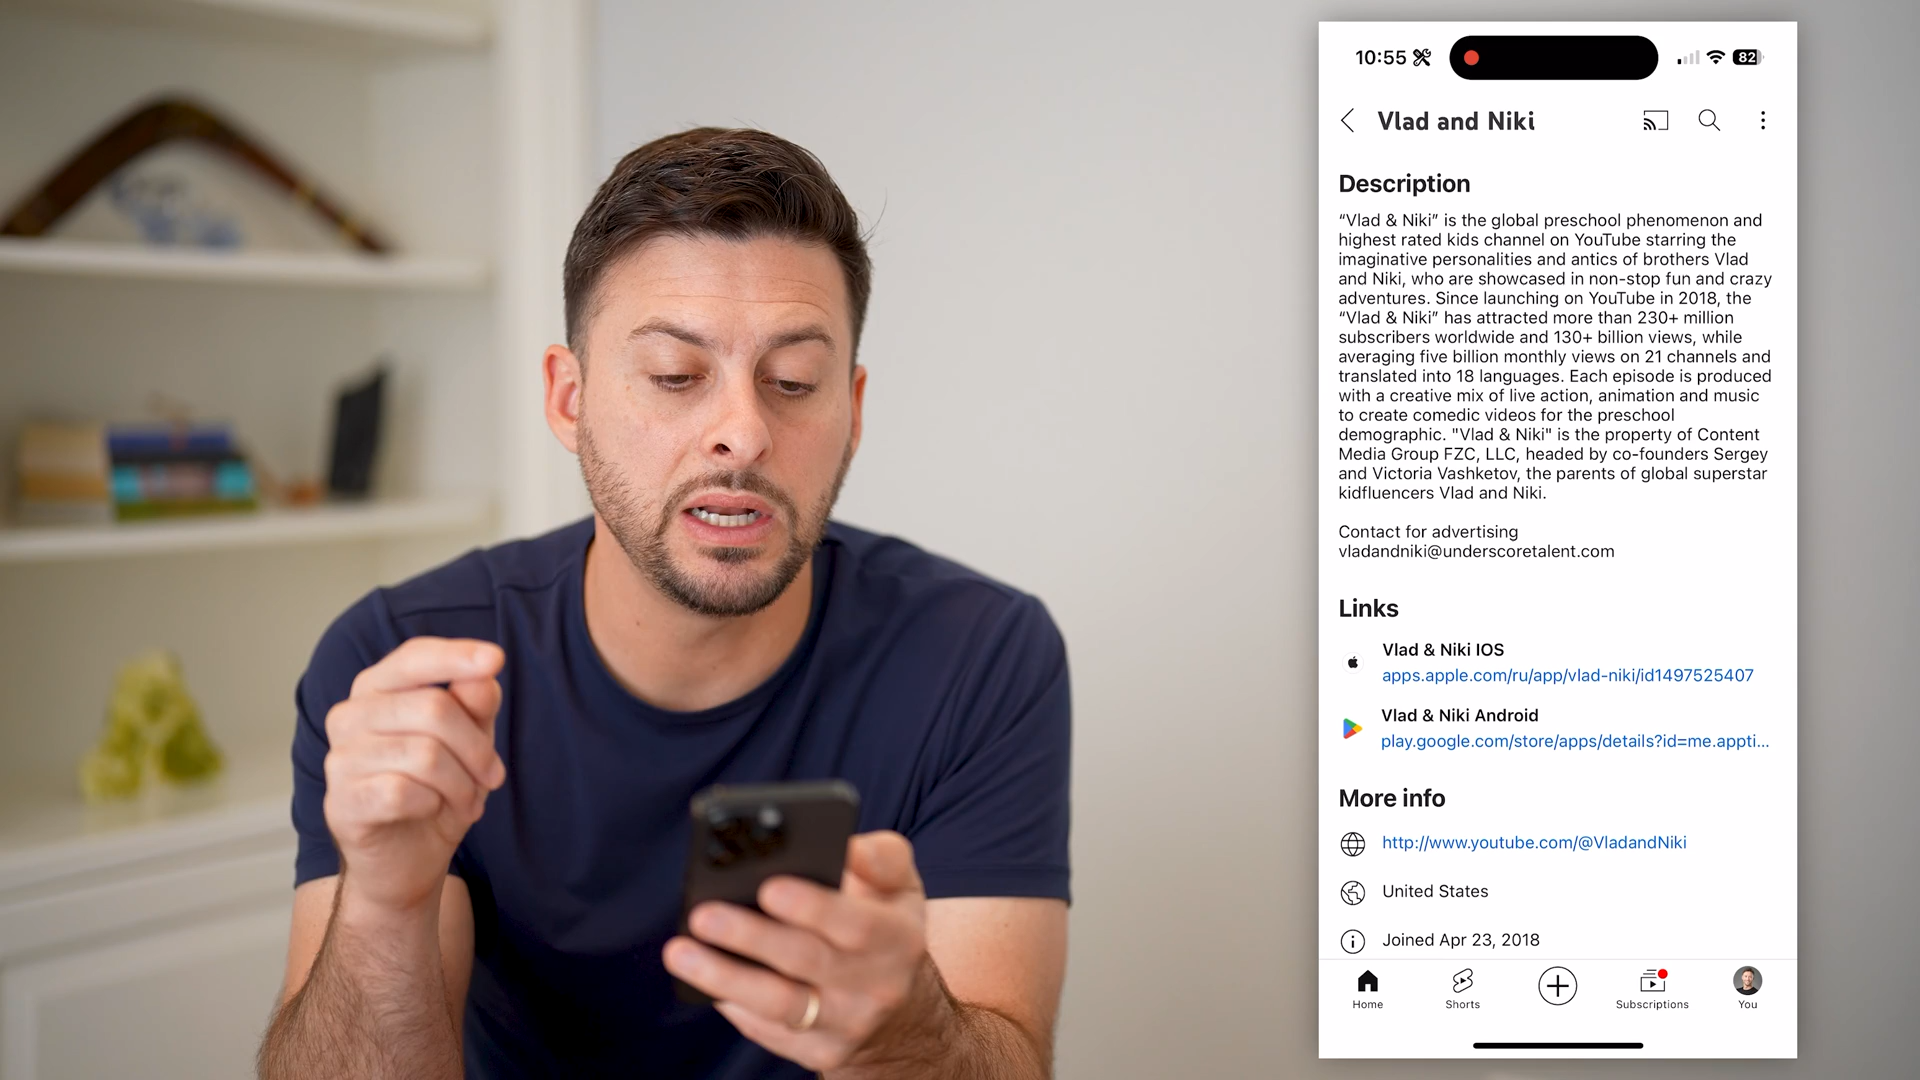 10:55
82
Vlad and Niki
Description
“Vlad & Niki” is the global preschool phenomenon and
highest rated kids channel on YouTube starring the
imaginative personalities and antics of brothers Vlad
and Niki, who are showcased in non-stop fun and crazy
adventures. Since launching on YouTube in 2018, the
“Vlad & Niki” has attracted more than 230+ million
subscribers worldwide and 130+ billion views, while
averaging five billion monthly views on 21 channels and
translated into 18 languages. Each episode is produced
with a creative mix of live action, animation and music
to create comedic videos for the preschool
demographic. "Vlad & Niki" is the property of Content
Media Group FZC, LLC, headed by co-founders Sergey
and Victoria Vashketov, the parents of global superstar
kidfluencers Vlad and Niki.
Contact for advertising
vladandniki@underscoretalent.com
Links
Vlad & Niki IOS
apps.apple.com/ru/app/vlad-niki/id1497525407
Vlad & Niki Android
play.google.com/store/apps/details?id=me.appti...
More info
http://www.youtube.com/@VladandNiki
United States
Joined Apr 23, 2018
Home
Shorts
Subscriptions
You